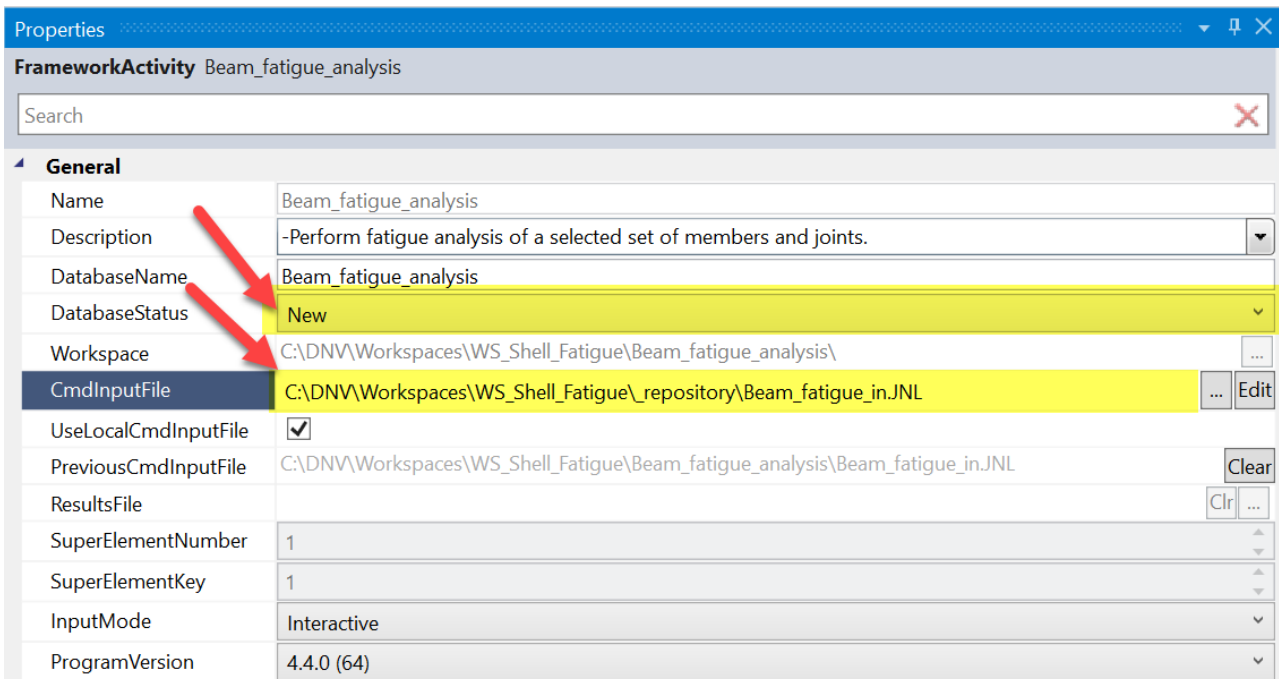 Properties
FrameworkActivity Beam_fatigue_analysis
Search
General
Name Beam_fatigue_analysis
Description -Perform fatigue analysis of a selected set of members and joints.
DatabaseName Beam_fatigue_analysis
DatabaseStatus New
Workspace C:\DNV\Workspaces\WS_Shell_Fatigue\Beam_fatigue_analysis\ ...
CmdInputFile C:\DNV\Workspaces\WS_Shell_Fatigue\_repository\Beam_fatigue_in.JNL ... Edit
UseLocalCmdInputFile
PreviousCmdInputFile C:\DNV\Workspaces\WS_Shell_Fatigue\Beam_fatigue_analysis\Beam_fatigue_in.JNL Clear
ResultsFile Clr ...
SuperElementNumber 1
SuperElementKey 1
InputMode Interactive
ProgramVersion 4.4.0 (64)